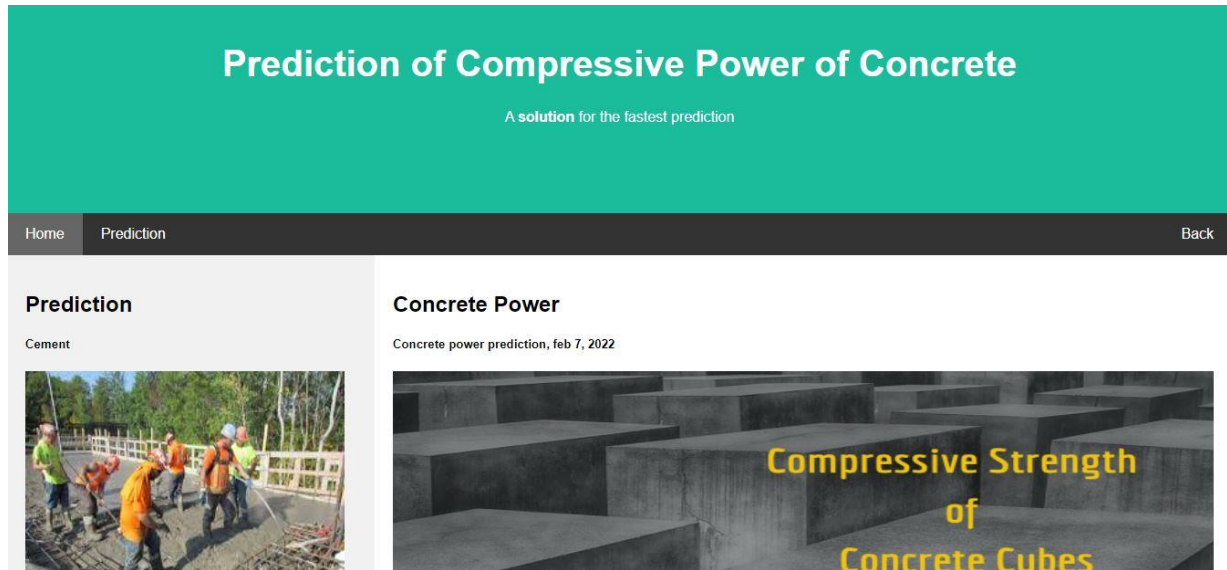 Prediction of Compressive Power of Concrete
A solution for the fastest prediction
Home
Prediction
Back
Prediction
Cement
Concrete Power
Concrete power prediction, feb 7, 2022
Compressive Strength
of
Concrete Cubes